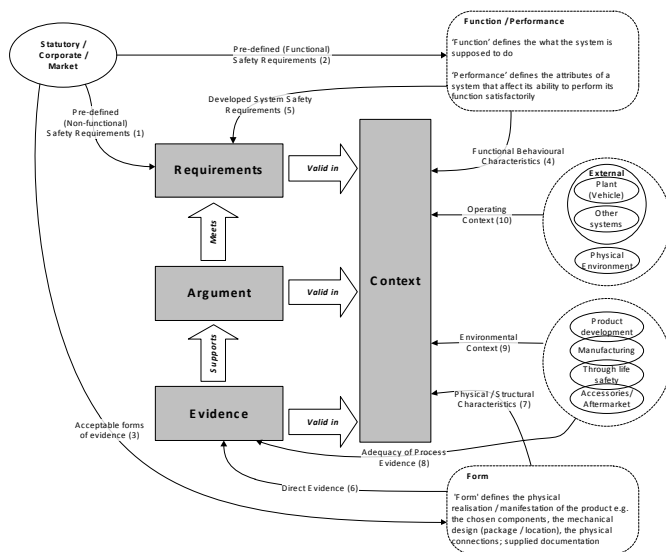 Statutory /
Corporate /
Market
Pre-defined (Functional)
Safety Requirements (2)
Function / Performance
'Function' defines the what the system is
supposed to do
'Performance' defines the attributes of a
system that affect its ability to perform its
function satisfactorily
Pre-defined
(Non-functional)
Safety Requirements (1)
Developed System Safety
Requirements (5)
Requirements
Valid in
Functional Behavioural
Characteristics (4)
External
Plant
(Vehicle)
Other
systems
Physical
Environment
Operating
Context (10)
Meets
Argument
Valid in
Context
Supports
Environmental
Context (9)
Product
development
Manufacturing
Through life
safety
Accessories/
Aftermarket
Physical / Structural
Characteristics (7)
Evidence
Valid in
Acceptable forms
of evidence (3)
Adequacy of Process
Evidence (8)
Direct Evidence (6)
Form
'Form' defines the physical
realisation / manifestation of the product e.g.
the chosen components, the mechanical
design (package / location), the physical
connections; supplied documentation